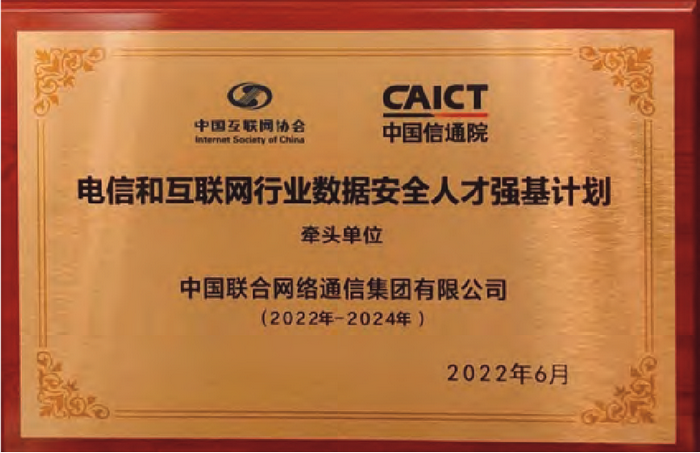 中国互联网协会
Internet Society of China
CAICT
中国信通院
电信和互联网行业数据安全人才强基计划
牵头单位
中国联合网络通信集团有限公司
(2022年-2024年)
2022年6月